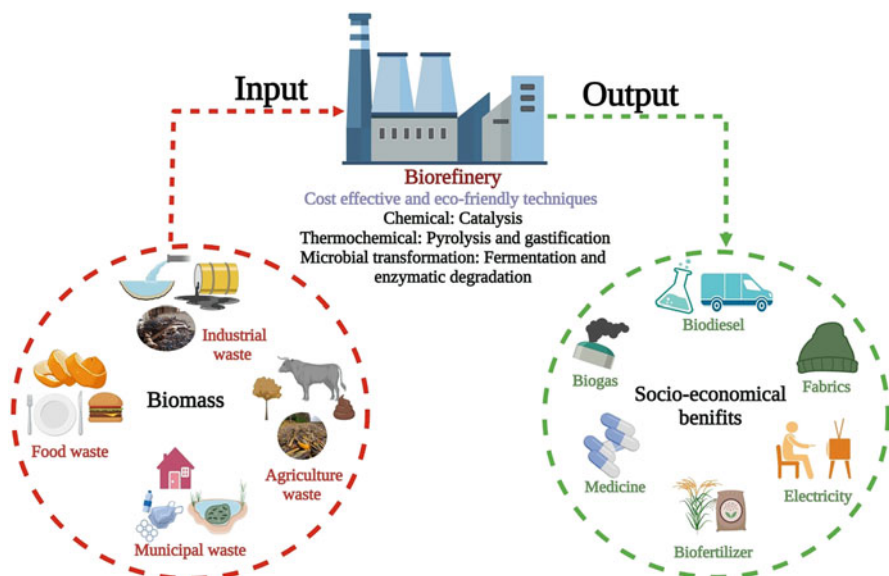 Input
Output
Biorefinery
Cost effective and eco-friendly techniques
Chemical: Catalysis
Thermochemical: Pyrolysis and gastification
Microbial transformation: Fermentation and
enzymatic degradation
Industrial
waste
Biomass
Food waste
Agriculture
waste
Municipal waste
Biodiesel
Biogas
Fabrics
Socio-economical
benifits
Medicine
Electricity
Biofertilizer